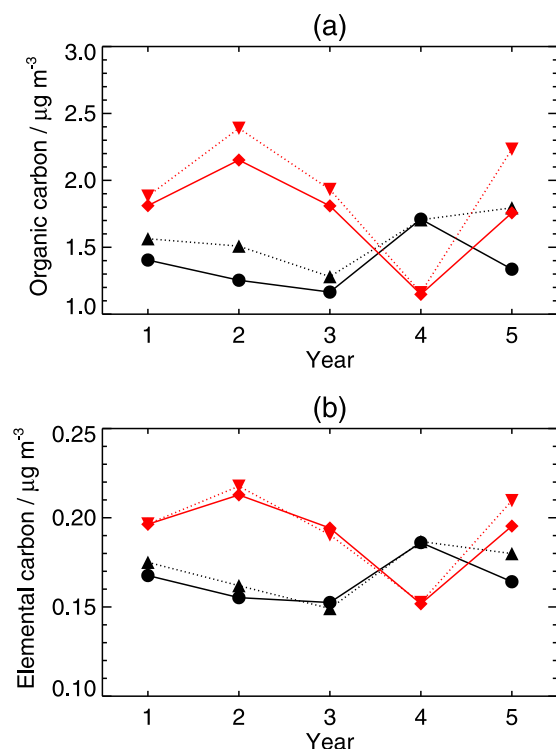 (a)
Organic carbon / μg m⁻³
3.0
2.5
2.0
1.5
1.0
1 2 3 4 5
Year
(b)
Elemental carbon / μg m⁻³
0.25
0.20
0.15
0.10
1 2 3 4 5
Year